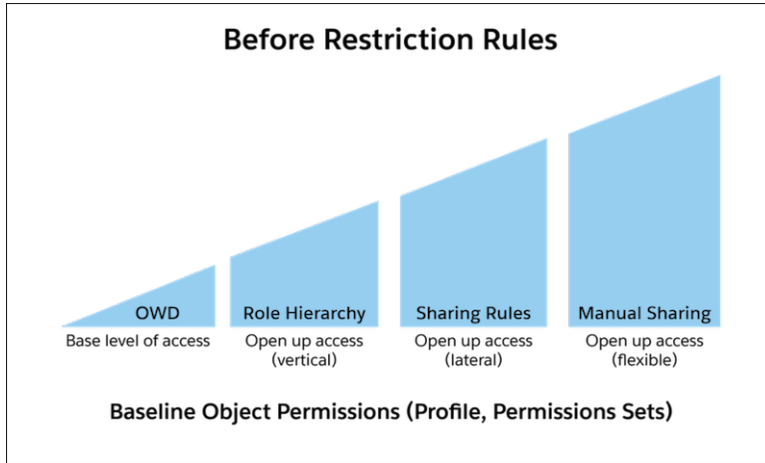 Before Restriction Rules
OWD
Role Hierarchy
Sharing Rules
Manual Sharing
Base level of access
Open up access
(vertical)
Open up access
(lateral)
Open up access
(flexible)
Baseline Object Permissions (Profile, Permissions Sets)